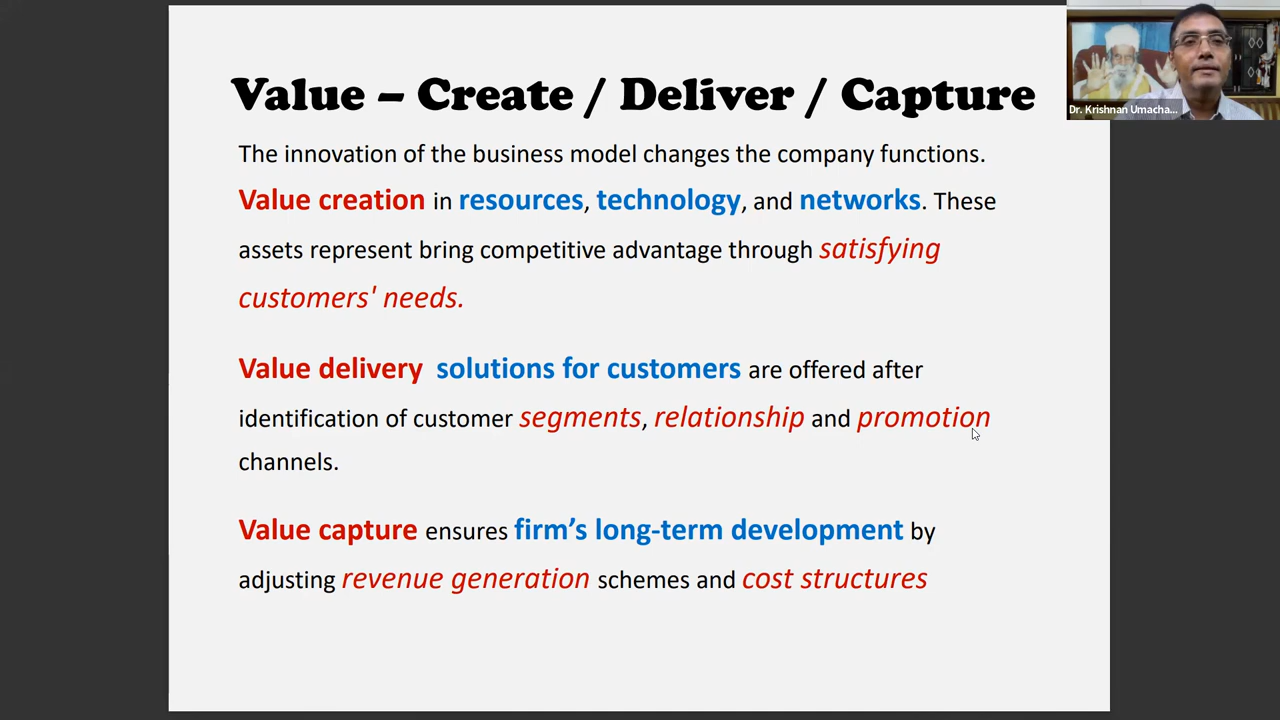 Value – Create / Deliver / Capture
The innovation of the business model changes the company functions.
Value creation in resources, technology, and networks. These
assets represent bring competitive advantage through satisfying
customers' needs.
Value delivery solutions for customers are offered after
identification of customer segments, relationship and promotion
channels.
Value capture ensures firm’s long-term development by
adjusting revenue generation schemes and cost structures
Dr. Krishnan Umacha...